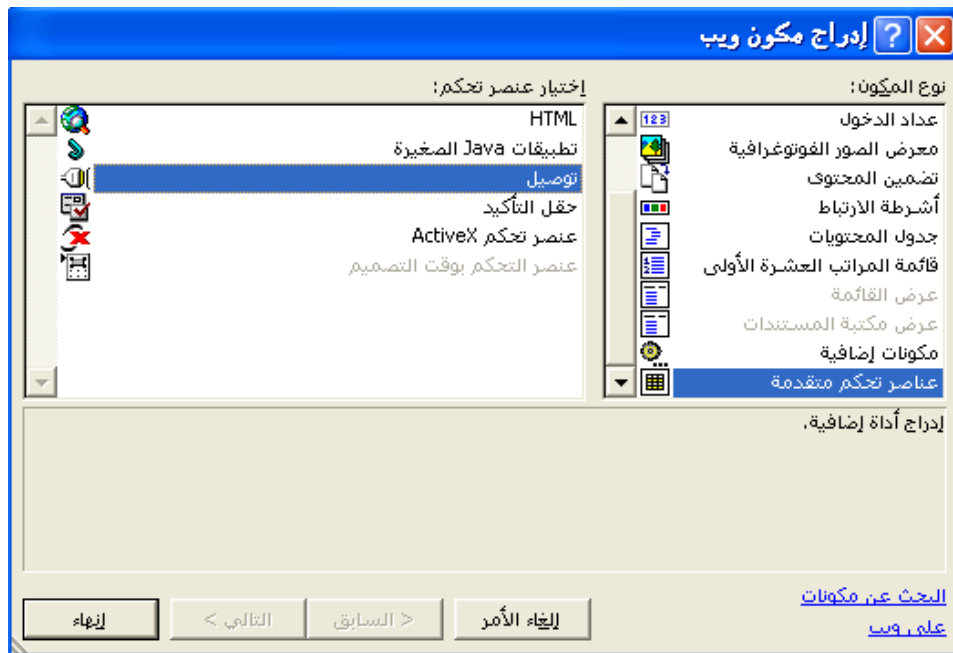 إدراج مكون ويب
نوع المكون:
عداد الدخول
معرض الصور الفوتوغرافية
تضمين المحتوى
أشرطة الارتباط
جدول المحتويات
قائمة المراتب العشرة الأولى
عرض القائمة
عرض مكتبة المستندات
مكونات إضافية
عناصر تحكم متقدمة
إختيار عنصر تحكم:
HTML
تطبيقات Java الصغيرة
توصيل
حقل التأكيد
عنصر تحكم ActiveX
عنصر التحكم بوقت التصميم
إدراج أداة إضافية.
البحث عن مكونات
على ويب
إلغاء الأمر
< السابق
التالي >
إنهاء